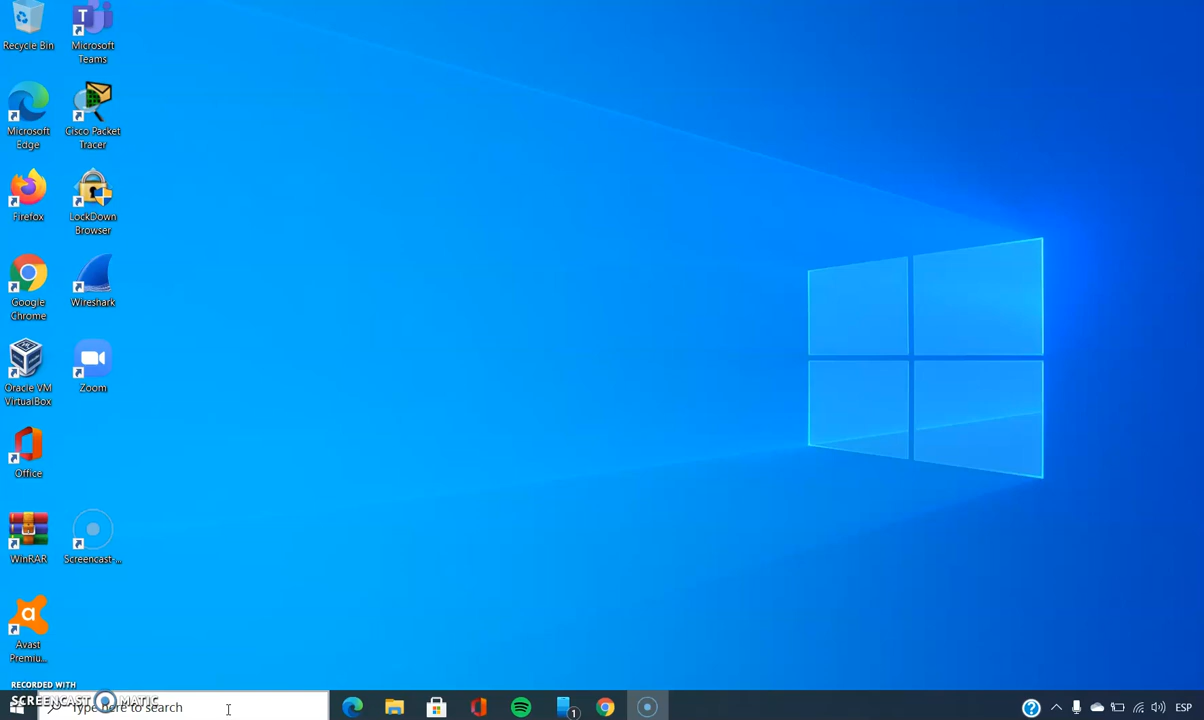 Recycle Bin
Microsoft
Teams
Microsoft
Edge
Cisco Packet
Tracer
Firefox
LockDown
Browser
Google
Chrome
Wireshark
Oracle VM
VirtualBox
Zoom
Office
WinRAR
Screencast-...
Avast
Premiu...
RECORDED WITH
SCREENCAST MATIC
Type here to search
1
ESP